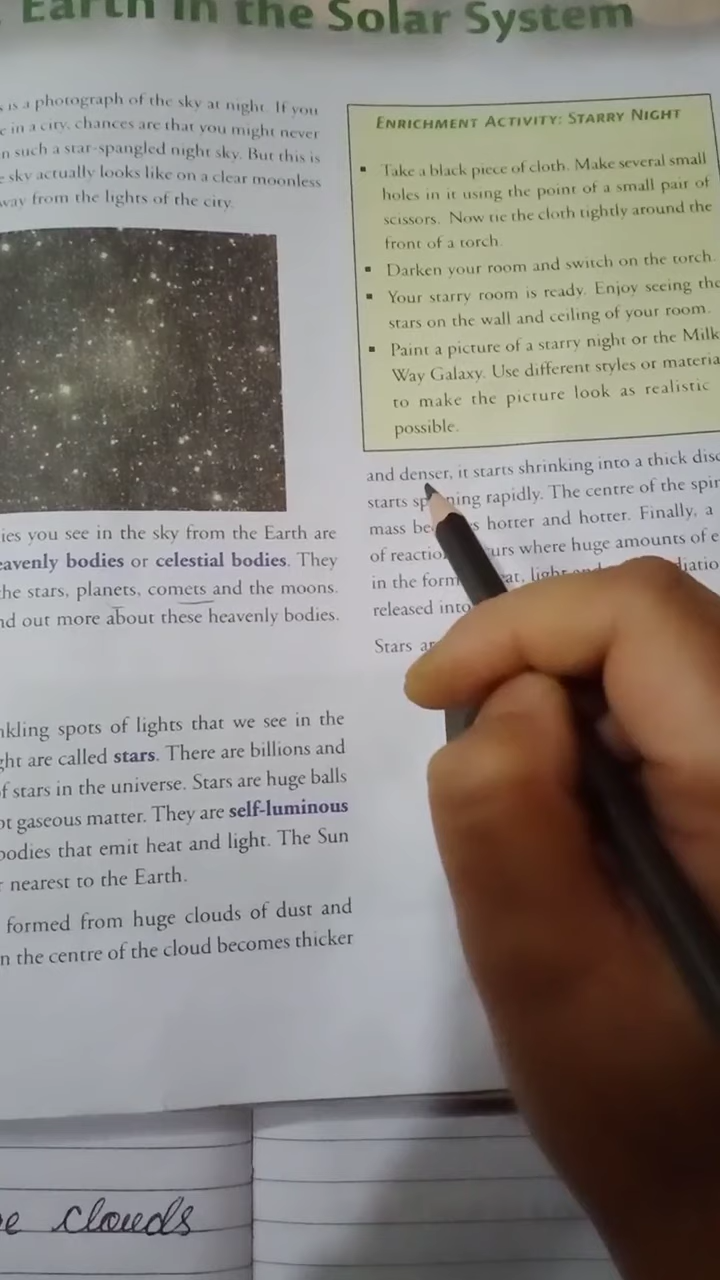 Earth in the Solar System
is a photograph of the sky at night. If you
in a city, chances are that you might never
such a star-spangled night sky. But this is
sky actually looks like on a clear moonless
way from the lights of the city.
ies you see in the sky from the Earth are
eavenly bodies or celestial bodies. They
he stars, planets, comets and the moons.
nd out more about these heavenly bodies.
nkling spots of lights that we see in the
ght are called stars. There are billions and
f stars in the universe. Stars are huge balls
ot gaseous matter. They are self-luminous
bodies that emit heat and light. The Sun
nearest to the Earth.
formed from huge clouds of dust and
n the centre of the cloud becomes thicker
ENRICHMENT ACTIVITY: STARRY NIGHT
▪ Take a black piece of cloth. Make several small
holes in it using the point of a small pair of
scissors. Now tie the cloth tightly around the
front of a torch.
▪ Darken your room and switch on the torch.
▪ Your starry room is ready. Enjoy seeing the
stars on the wall and ceiling of your room.
▪ Paint a picture of a starry night or the Milk
Way Galaxy. Use different styles or materia
to make the picture look as realistic
possible.
and denser, it starts shrinking into a thick disc
starts sp ning rapidly. The centre of the spin
mass be s hotter and hotter. Finally, a
of reactio urs where huge amounts of e
in the form at, light and diatio
released into
Stars ar
e clouds